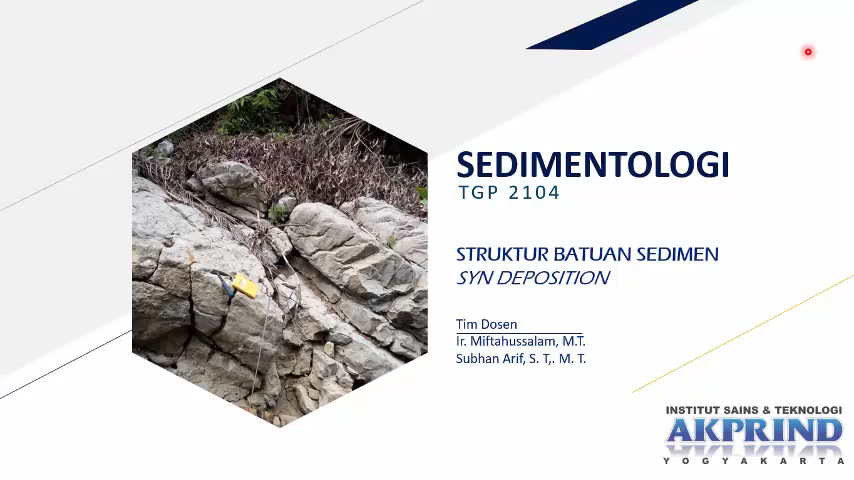 SEDIMENTOLOGI
TGP 2104
STRUKTUR BATUAN SEDIMEN
SYN DEPOSITION
Tim Dosen
Ir. Miftahussalam, M.T.
Subhan Arif, S. T,. M. T.
INSTITUT SAINS & TEKNOLOGI
AKPRIND
YOGYAKARTA